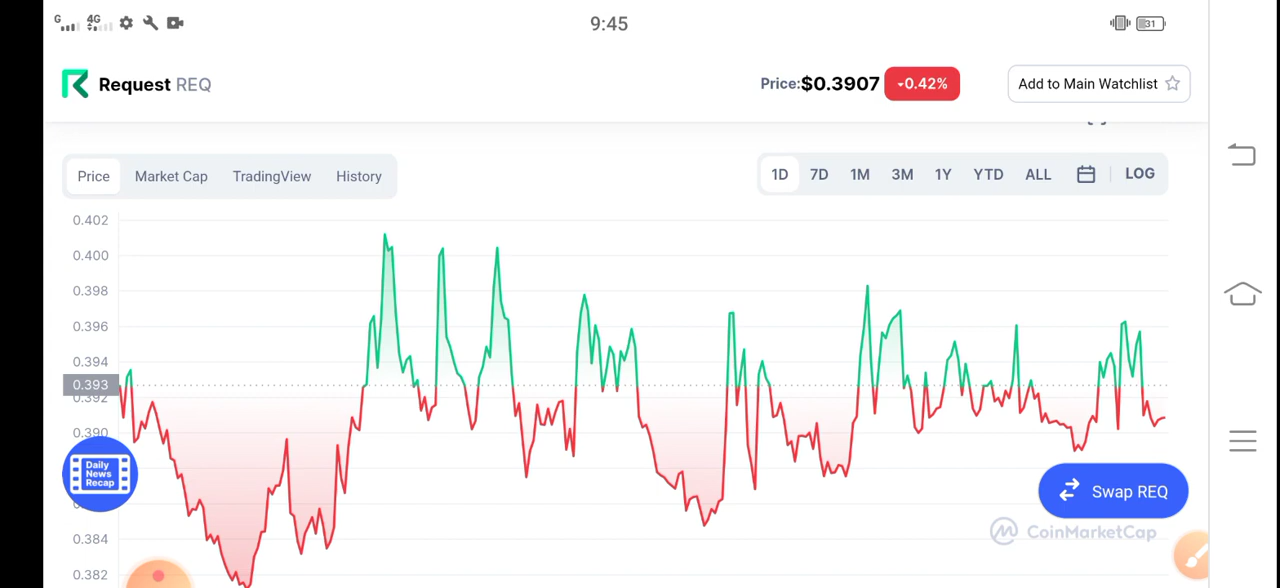 G 4G 9:45 31
Request REQ Price:$0.3907 -0.42% Add to Main Watchlist
Price Market Cap TradingView History 1D 7D 1M 3M 1Y YTD ALL LOG
0.402
0.400
0.398
0.396
0.394
0.393
0.392
0.390
Daily
News
Recap
Swap REQ
CoinMarketCap
0.384
0.382